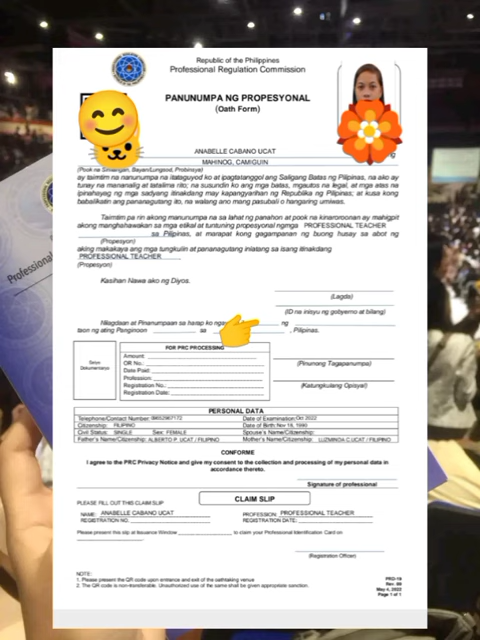 Republic of the Philippines
Professional Regulation Commission
PANUNUMPA NG PROPESYONAL
(Oath Form)
ANABELLE CABANO UCAT
MAHINOG, CAMIGUIN
(Pook na Sinilangan, Bayan/Lungsod, Probinsya)
ay taimtim na nanunumpa na itataguyod ko at ipagtatanggol ang Saligang Batas ng Pilipinas, na ako ay
tunay na mananalig at tatalima rito; na susundin ko ang mga batas, mga utos na legal, at mga atas na
ipinahayag ng mga sadyang itinakdang may kapangyarihan ng Republika ng Pilipinas; at kusa kong
babalikatin ang pananagutang ito, na walang ano mang pasubali o hangaring umiwas.
Taimtim pa rin akong manunumpa na sa lahat ng panahon at pook na kinaroroonan ay mahigpit
akong manghahawakan sa mga etikal at tuntuning propesyonal ng mga PROFESSIONAL TEACHER
sa Pilipinas, at marapat kong gagampanan ng buong husay sa abot ng
(Propesyon)
aking makakaya ang mga tungkulin at pananagutang iniatang sa isang itinakdang
PROFESSIONAL TEACHER
(Propesyon)
Kasihan Nawa ako ng Diyos.
(Lagda)
(ID na inisyu ng gobyerno at bilang)
Nilagdaan at Pinanumpaan sa harap ko nga ng
taon ng ating Panginoon sa , Pilipinas.
Selyo
Dokumentaryo
FOR PRC PROCESSING
Amount:
OR No.:
Date Paid:
Profession:
Registration No.:
Registration Date:
(Pinunong Tagapanumpa)
(Katungkulang Opisyal)
PERSONAL DATA
Telephone/Contact Number: Date of Examination: Oct 2022
Citizenship: FILIPINO Date of Birth: Nov 18, 1990
Civil Status: SINGLE Sex: FEMALE Spouse's Name/Citizenship:
Father's Name/Citizenship: ALBERTO P. UCAT / FILIPINO Mother's Name/Citizenship: LUZMINDA C.UCAT / FILIPINO
CONFORME
I agree to the PRC Privacy Notice and give my consent to the collection and processing of my personal data in
accordance thereto.
Signature of professional
PLEASE FILL OUT THIS CLAIM SLIP
CLAIM SLIP
NAME: ANABELLE CABANO UCAT PROFESSION: PROFESSIONAL TEACHER
REGISTRATION NO. REGISTRATION DATE:
Please present this slip at Issuance Window to claim your Professional Identification Card on
(Registration Officer)
NOTE:
1. Please present the QR code upon entrance and exit of the oathtaking venue
2. The QR code is non-transferable. Unauthorized use of the same given appropriate sanction.
PRD-19
Rev. 00
May 4, 2022
Page 1 of 1